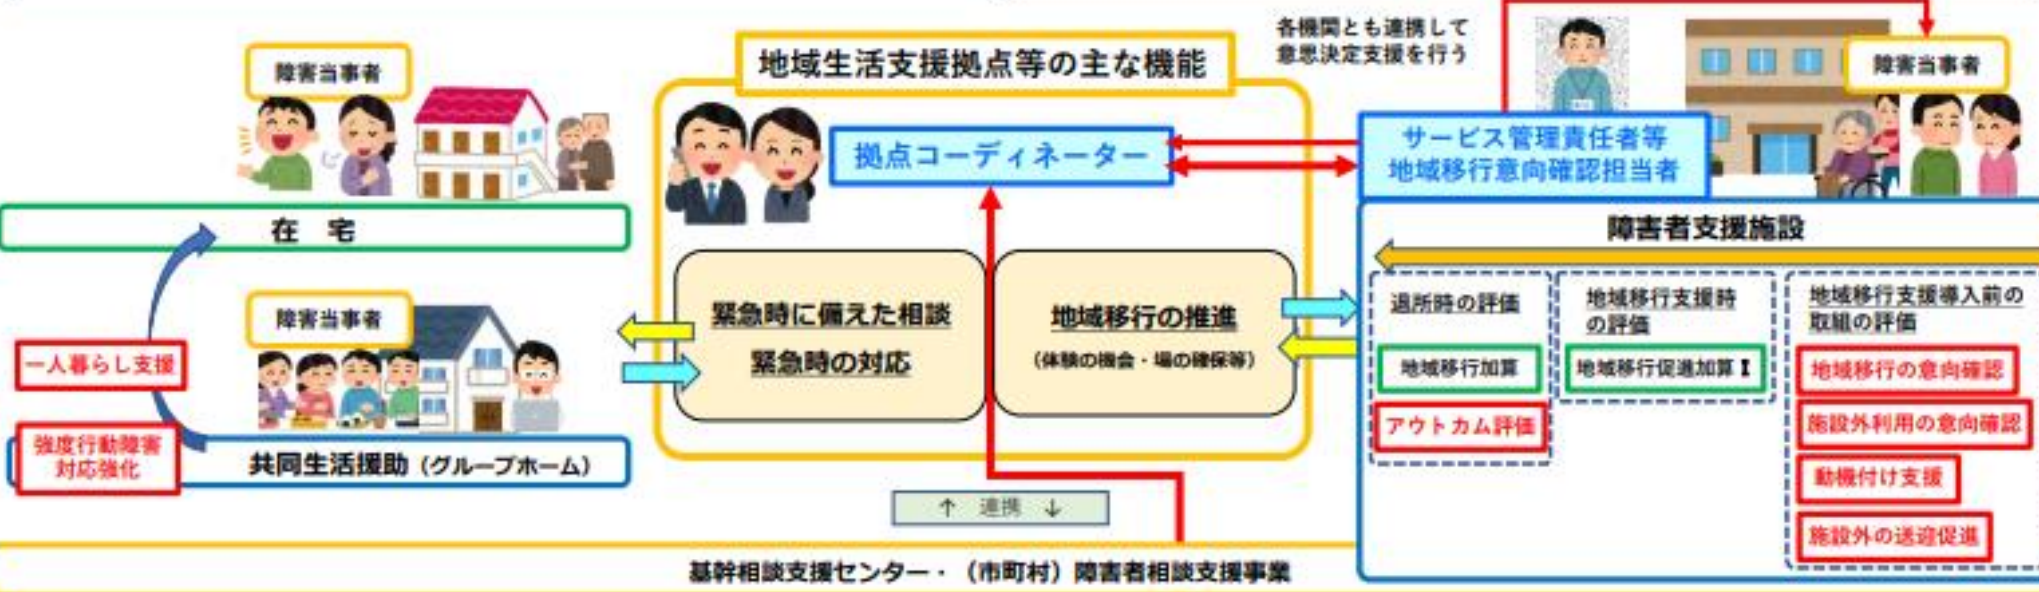 各機関とも連携して
意思決定支援を行う
障害当事者
地域生活支援拠点等の主な機能
障害当事者
拠点コーディネーター
サービス管理責任者等
地域移行意向確認担当者
在　宅
障害者支援施設
障害当事者
緊急時に備えた相談
緊急時の対応
地域移行の推進
（体験の機会・場の確保等）
退所時の評価
地域移行加算
アウトカム評価
地域移行支援時
の評価
地域移行促進加算Ⅰ
地域移行支援導入前の
取組の評価
地域移行の意向確認
施設外利用の意向確認
動機付け支援
施設外の送迎促進
一人暮らし支援
強度行動障害
対応強化
共同生活援助（グループホーム）
↑　連携　↓
基幹相談支援センター・（市町村）障害者相談支援事業